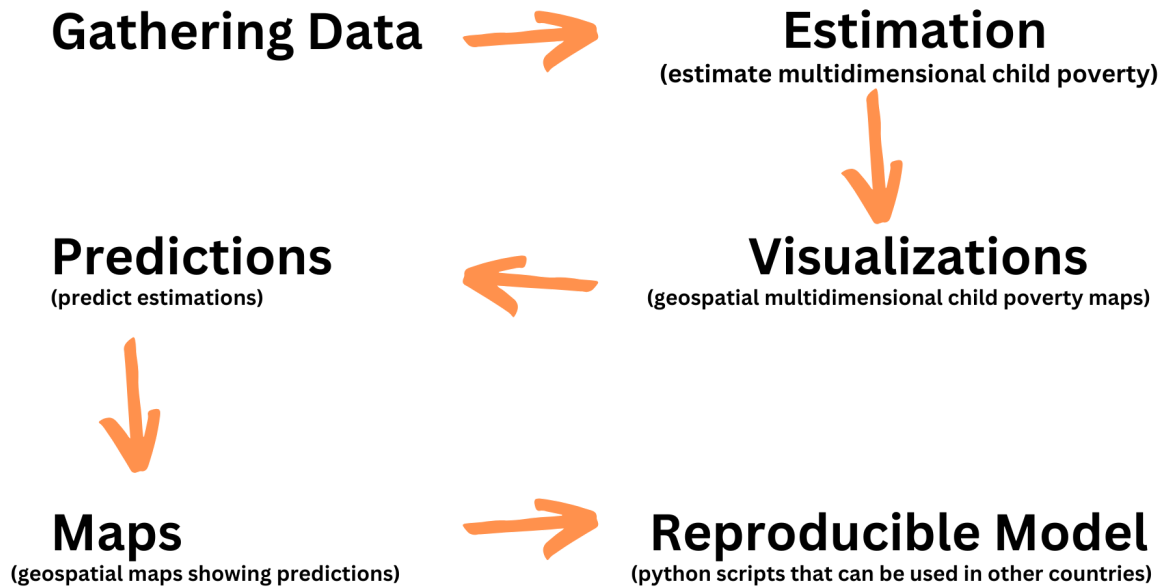 Gathering Data
Estimation
(estimate multidimensional child poverty)
Visualizations
(geospatial multidimensional child poverty maps)
Predictions
(predict estimations)
Maps
(geospatial maps showing predictions)
Reproducible Model
(python scripts that can be used in other countries)